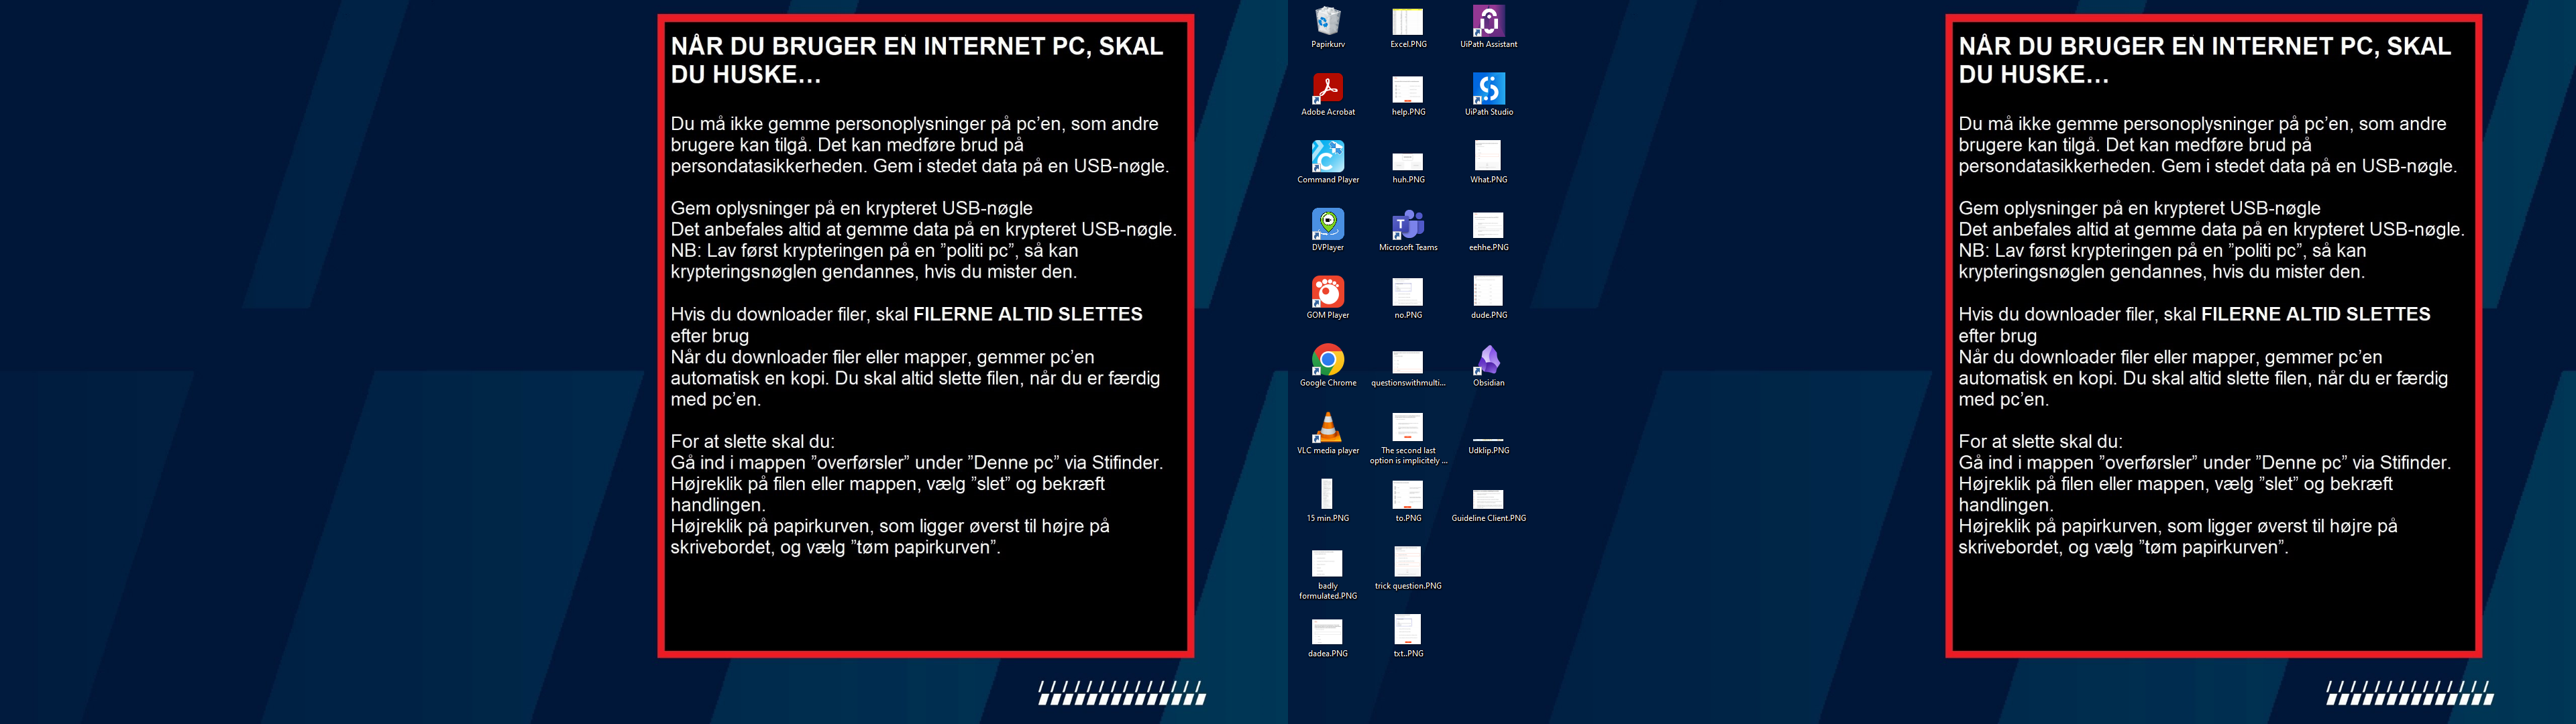 NÅR DU BRUGER EN INTERNET PC, SKAL
DU HUSKE…
Du må ikke gemme personoplysninger på pc’en, som andre
brugere kan tilgå. Det kan medføre brud på
persondatasikkerheden. Gem i stedet data på en USB-nøgle.
Gem oplysninger på en krypteret USB-nøgle
Det anbefales altid at gemme data på en krypteret USB-nøgle.
NB: Lav først krypteringen på en ”politi pc”, så kan
krypteringsnøglen gendannes, hvis du mister den.
Hvis du downloader filer, skal FILERNE ALTID SLETTES
efter brug
Når du downloader filer eller mapper, gemmer pc’en
automatisk en kopi. Du skal altid slette filen, når du er færdig
med pc’en.
For at slette skal du:
Gå ind i mappen ”overførsler” under ”Denne pc” via Stifinder.
Højreklik på filen eller mappen, vælg ”slet” og bekræft
handlingen.
Højreklik på papirkurven, som ligger øverst til højre på
skrivebordet, og vælg ”tøm papirkurven”.
Papirkurv
Excel.PNG
UiPath Assistant
Adobe Acrobat
help.PNG
UiPath Studio
Command Player
huh.PNG
What.PNG
DVPlayer
Microsoft Teams
eehhe.PNG
GOM Player
no.PNG
dude.PNG
Google Chrome
questionswithmulti...
Obsidian
VLC media player
The second last
option is implicitely ...
Udklip.PNG
15 min.PNG
to.PNG
Guideline Client.PNG
badly
formulated.PNG
trick question.PNG
dadea.PNG
txt..PNG
NÅR DU BRUGER EN INTERNET PC, SKAL
DU HUSKE…
Du må ikke gemme personoplysninger på pc’en, som andre
brugere kan tilgå. Det kan medføre brud på
persondatasikkerheden. Gem i stedet data på en USB-nøgle.
Gem oplysninger på en krypteret USB-nøgle
Det anbefales altid at gemme data på en krypteret USB-nøgle.
NB: Lav først krypteringen på en ”politi pc”, så kan
krypteringsnøglen gendannes, hvis du mister den.
Hvis du downloader filer, skal FILERNE ALTID SLETTES
efter brug
Når du downloader filer eller mapper, gemmer pc’en
automatisk en kopi. Du skal altid slette filen, når du er færdig
med pc’en.
For at slette skal du:
Gå ind i mappen ”overførsler” under ”Denne pc” via Stifinder.
Højreklik på filen eller mappen, vælg ”slet” og bekræft
handlingen.
Højreklik på papirkurven, som ligger øverst til højre på
skrivebordet, og vælg ”tøm papirkurven”.